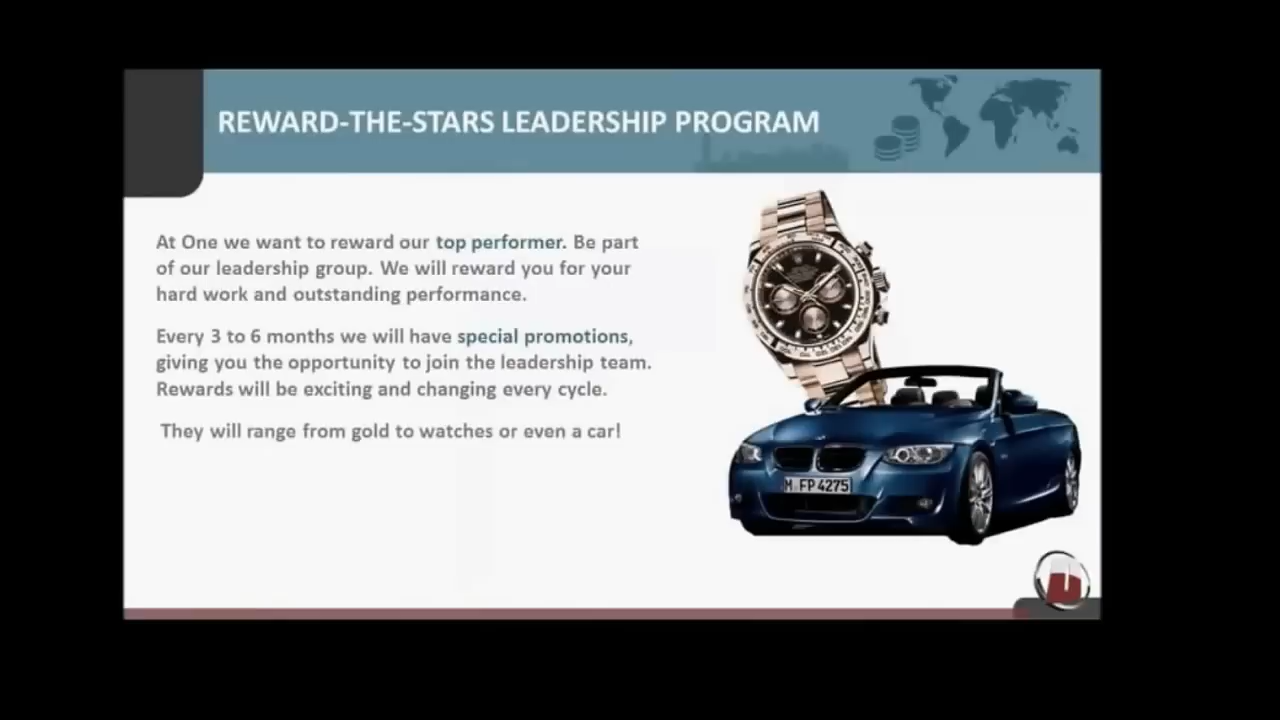 REWARD-THE-STARS LEADERSHIP PROGRAM
At One we want to reward our top performer. Be part
of our leadership group. We will reward you for your
hard work and outstanding performance.
Every 3 to 6 months we will have special promotions,
giving you the opportunity to join the leadership team.
Rewards will be exciting and changing every cycle.
They will range from gold to watches or even a car!
M FP 4275